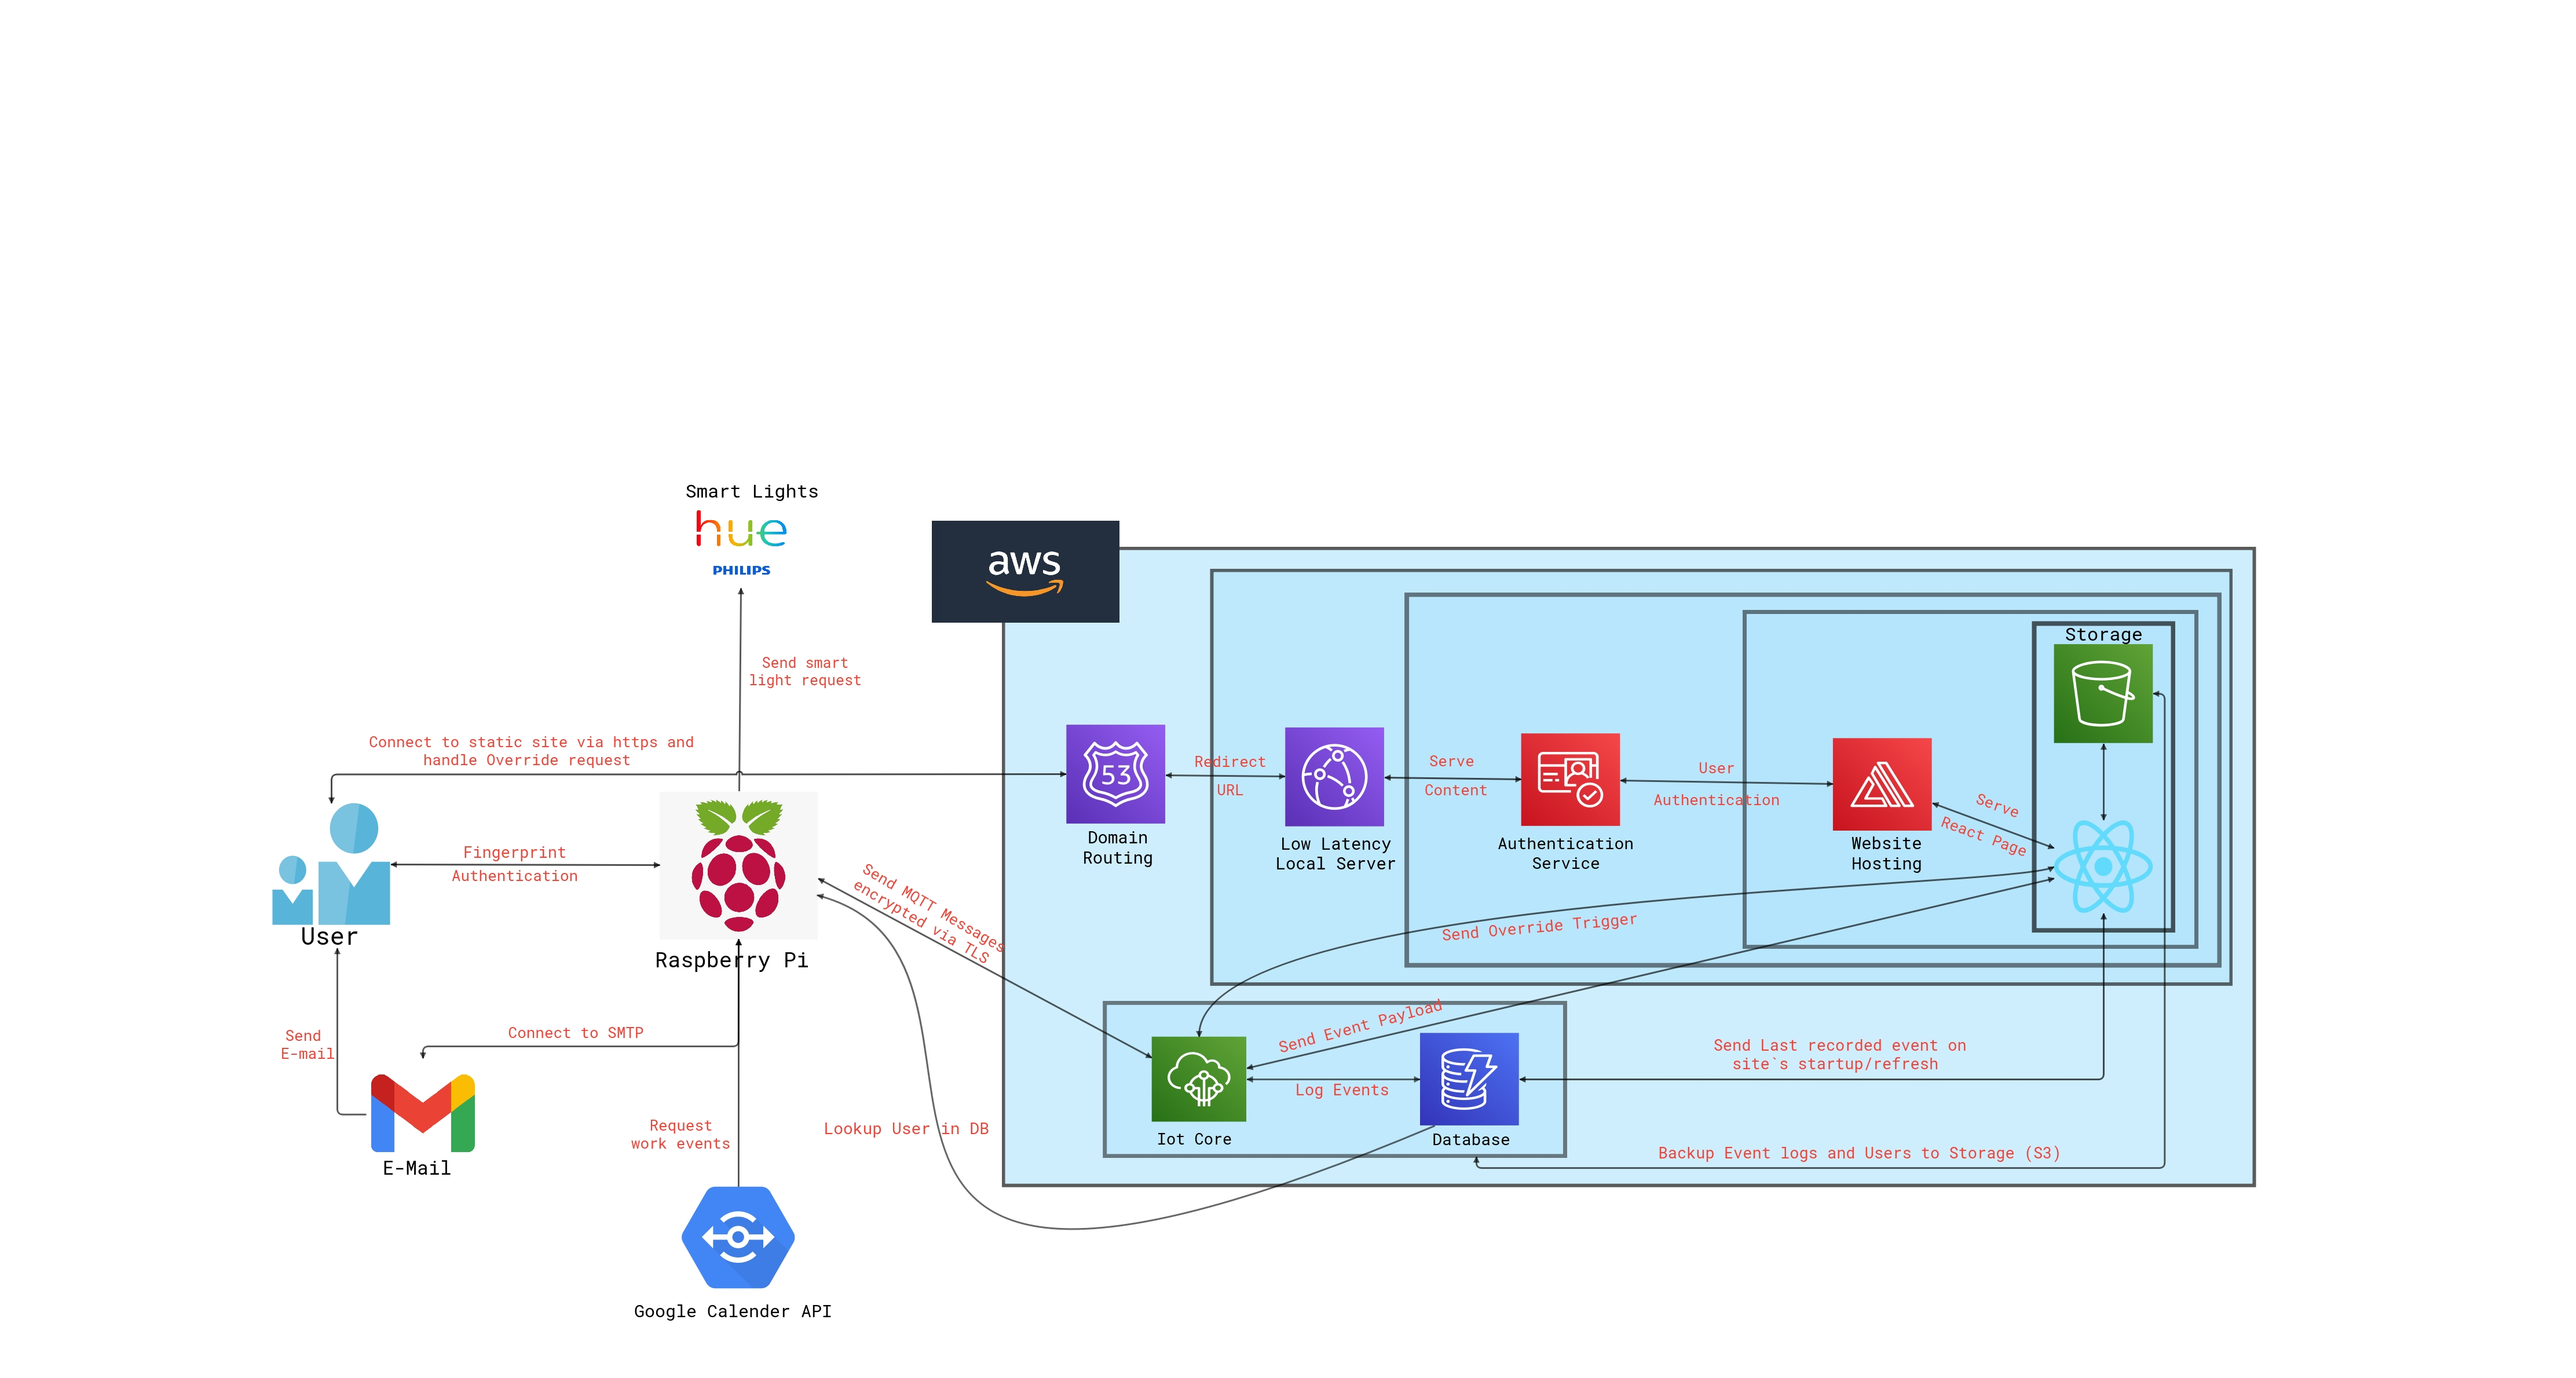 Smart Lights
hue
PHILIPS
aws
Send smart
light request
Storage
Connect to static site via https and
handle Override request
53
Redirect
URL
Serve
Content
User
Authentication
Serve
React Page
Domain
Routing
Low Latency
Local Server
Authentication
Service
Website
Hosting
Fingerprint
Authentication
User
Raspberry Pi
Send MQTT Messages
encrypted via TLS
Send Override Trigger
Send Event Payload
Send
E-mail
Connect to SMTP
Log Events
Send Last recorded event on
site`s startup/refresh
Request
work events
Lookup User in DB
Iot Core
Database
Backup Event logs and Users to Storage (S3)
E-Mail
Google Calender API